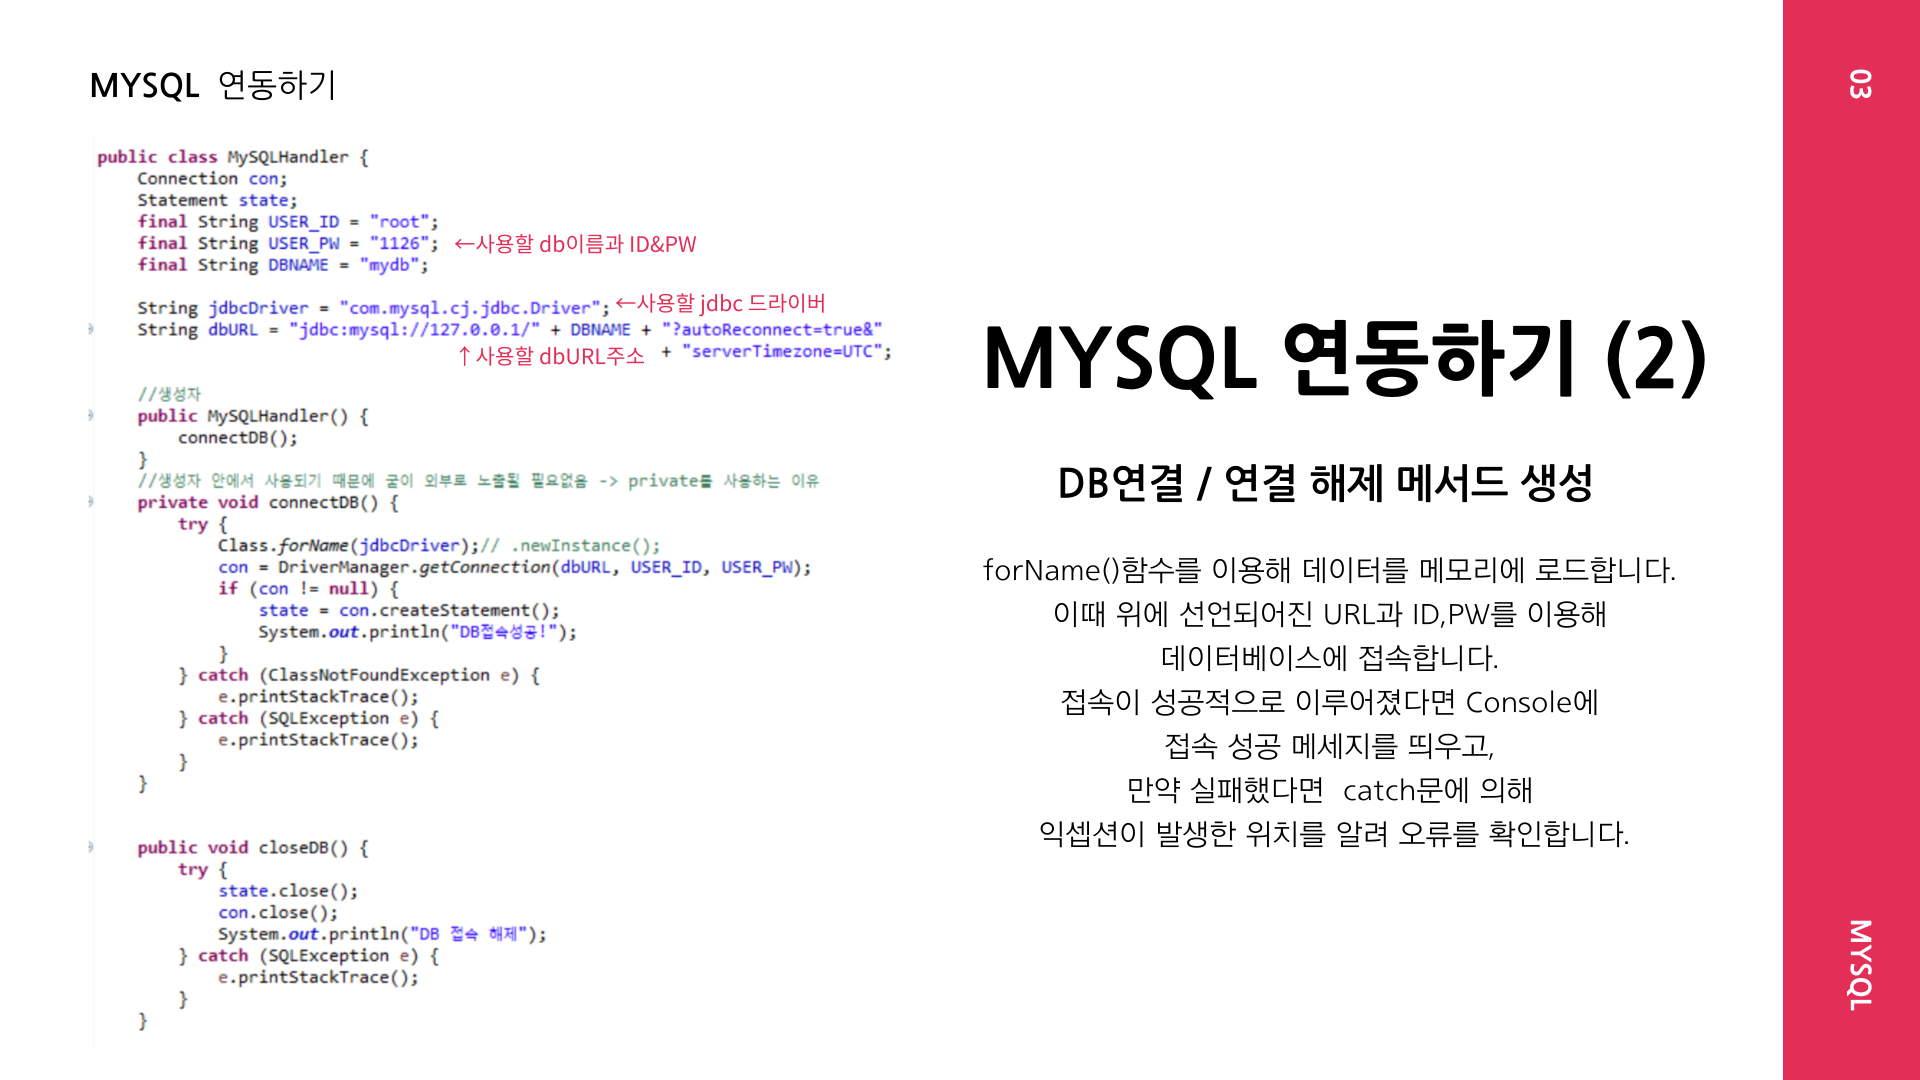 MYSQL 연동하기
public class MySQLHandler {
Connection con;
Statement state;
final String USER_ID = "root";
final String USER_PW = "1126"; ←사용할 db이름과 ID&PW
final String DBNAME = "mydb";
String jdbcDriver = "com.mysql.cj.jdbc.Driver"; ←사용할 jdbc 드라이버
String dbURL = "jdbc:mysql://127.0.0.1/" + DBNAME + "?autoReconnect=true&"
↑사용할 dbURL주소 + "serverTimezone=UTC";
//생성자
public MySQLHandler() {
connectDB();
}
//생성자 안에서 사용되기 때문에 굳이 외부로 노출될 필요없음 -> private를 사용하는 이유
private void connectDB() {
try {
Class.forName(jdbcDriver);// .newInstance();
con = DriverManager.getConnection(dbURL, USER_ID, USER_PW);
if (con != null) {
state = con.createStatement();
System.out.println("DB접속성공!");
}
} catch (ClassNotFoundException e) {
e.printStackTrace();
} catch (SQLException e) {
e.printStackTrace();
}
}
public void closeDB() {
try {
state.close();
con.close();
System.out.println("DB 접속 해제");
} catch (SQLException e) {
e.printStackTrace();
}
}
MYSQL 연동하기 (2)
DB연결 / 연결 해제 메서드 생성
forName()함수를 이용해 데이터를 메모리에 로드합니다.
이때 위에 선언되어진 URL과 ID,PW를 이용해
데이터베이스에 접속합니다.
접속이 성공적으로 이루어졌다면 Console에
접속 성공 메세지를 띄우고,
만약 실패했다면 catch문에 의해
익셉션이 발생한 위치를 알려 오류를 확인합니다.
03
MYSQL